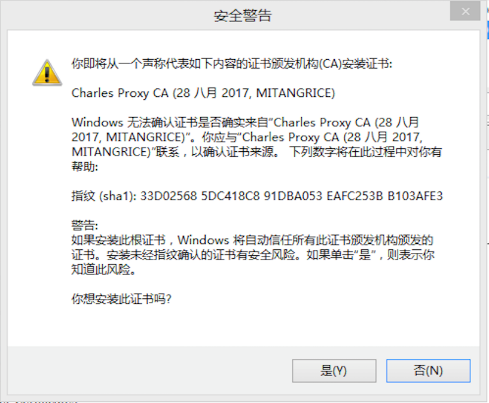 安全警告
你即将从一个声称代表如下内容的证书颁发机构(CA)安装证书:
Charles Proxy CA (28 八月 2017, MITANGRICE)
Windows 无法确认证书是否确实来自“Charles Proxy CA (28 八月
2017, MITANGRICE)”。你应与“Charles Proxy CA (28 八月 2017,
MITANGRICE)”联系，以确认证书来源。 下列数字将在此过程中对你有
帮助:
指纹 (sha1): 33D02568 5DC418C8 91DBA053 EAFC253B B103AFE3
警告:
如果安装此根证书，Windows 将自动信任所有此证书颁发机构颁发的
证书。安装未经指纹确认的证书有安全风险。如果单击“是”，则表示你
知道此风险。
你想安装此证书吗?
是(Y)
否(N)